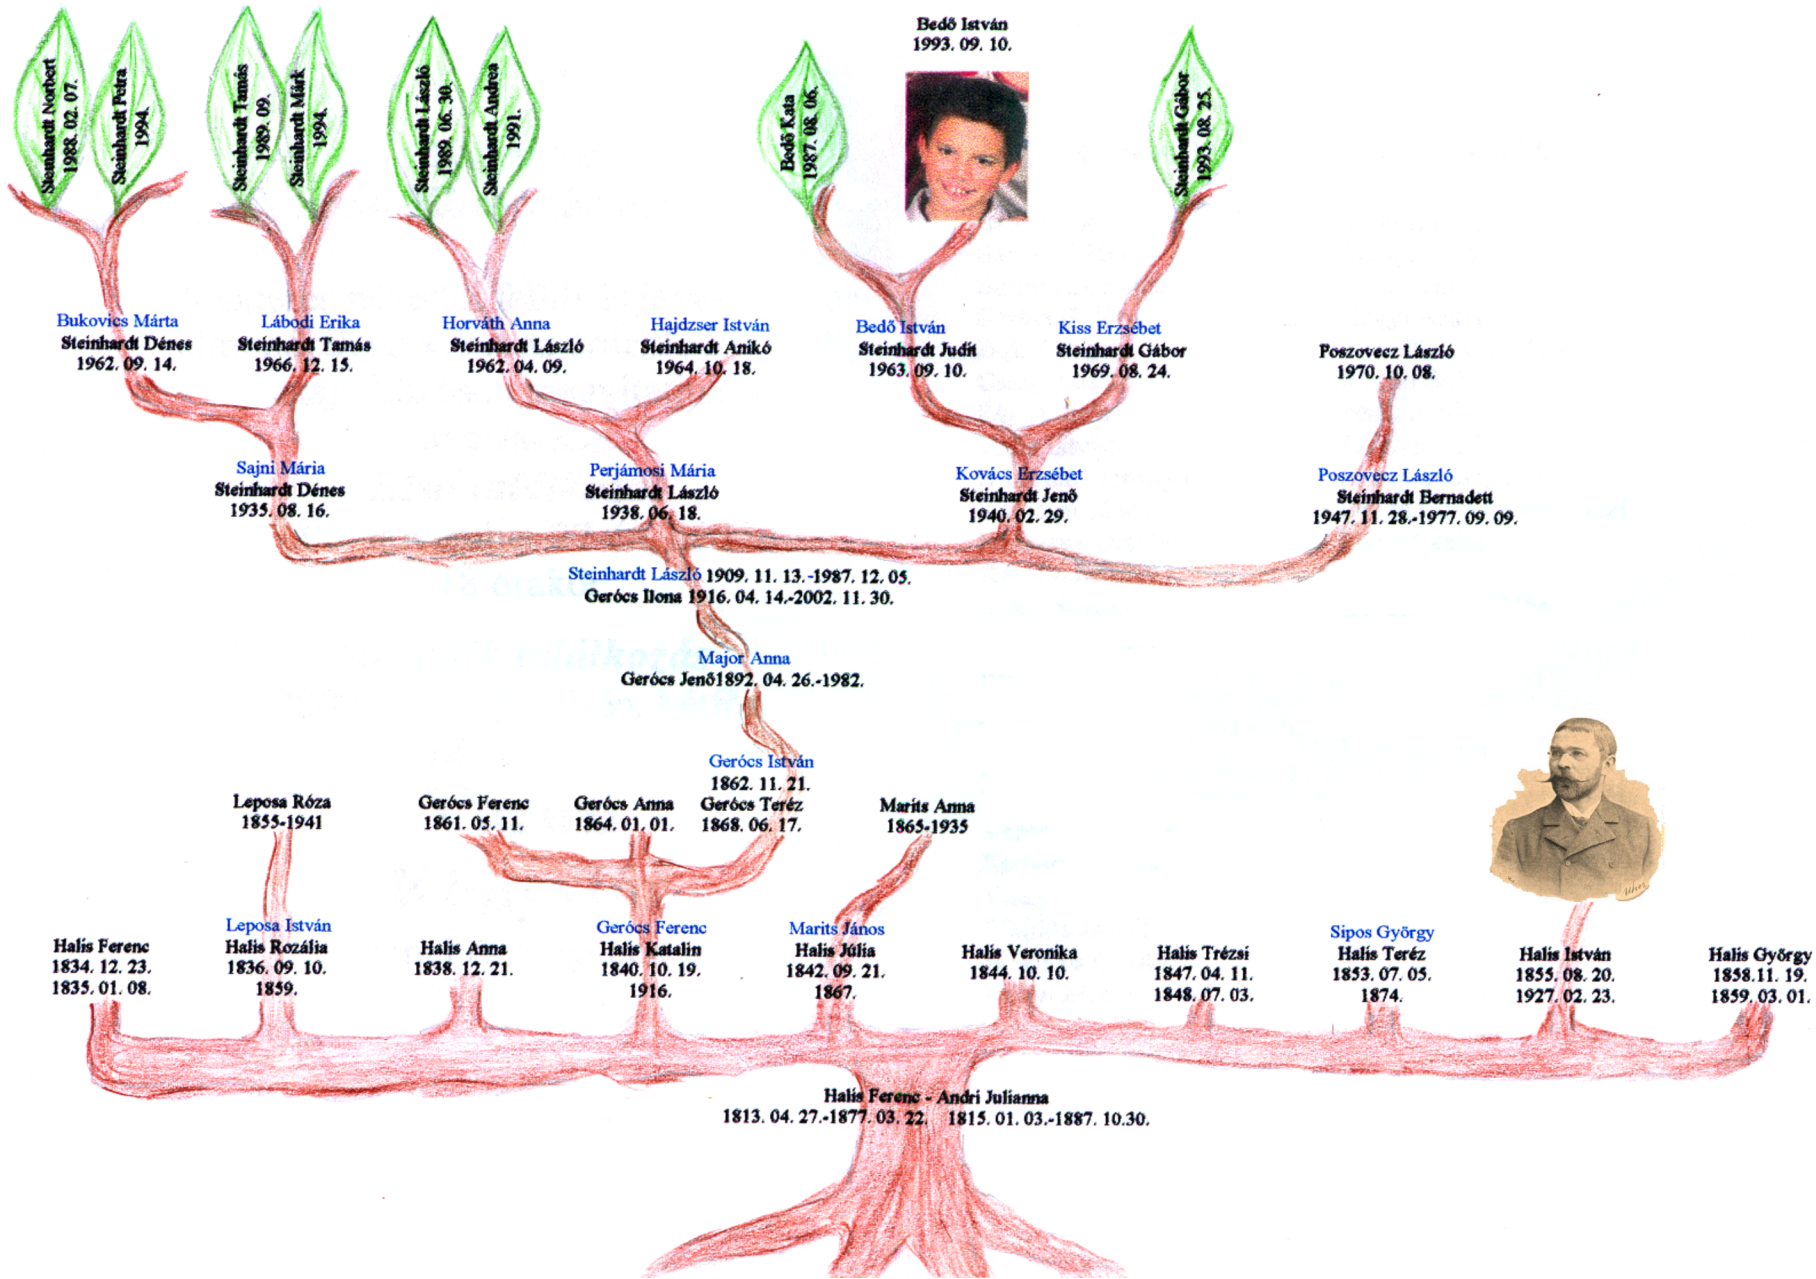 Steinhardt Norbert
1988. 02. 07.
Steinhardt Petra
1994.
Steinhardt Tamás
1989. 09.
Steinhardt Márk
1994.
Steinhardt László
1989. 06. 30.
Steinhardt Andrea
1991.
Bedő Kata
1987. 08. 06.
Bedő István
1993. 09. 10.
Steinhardt Gábor
1993. 08. 25.
Bukovics Márta
Steinhardt Dénes
1962. 09. 14.
Lábodi Erika
Steinhardt Tamás
1966. 12. 15.
Horváth Anna
Steinhardt László
1962. 04. 09.
Hajdzser István
Steinhardt Anikó
1964. 10. 18.
Bedő István
Steinhardt Judit
1963. 09. 10.
Kiss Erzsébet
Steinhardt Gábor
1969. 08. 24.
Poszovecz László
1970. 10. 08.
Sajni Mária
Steinhardt Dénes
1935. 08. 16.
Perjámosi Mária
Steinhardt László
1938. 06. 18.
Kovács Erzsébet
Steinhardt Jenő
1940. 02. 29.
Poszovecz László
Steinhardt Bernadett
1947. 11. 28.-1977. 09. 09.
Steinhardt László 1909. 11. 13.-1987. 12. 05.
Gerócs Ilona 1916. 04. 14.-2002. 11. 30.
Major Anna
Gerócs Jenő1892. 04. 26.-1982.
Gerócs István
1862. 11. 21.
Leposa Róza
1855-1941
Gerócs Ferenc
1861. 05. 11.
Gerócs Anna
1864. 01. 01.
Gerócs Teréz
1868. 06. 17.
Marits Anna
1865-1935
Halis Ferenc
1834. 12. 23.
1835. 01. 08.
Leposa István
Halis Rozália
1836. 09. 10.
1859.
Halis Anna
1838. 12. 21.
Gerócs Ferenc
Halis Katalin
1840. 10. 19.
1916.
Marits János
Halis Júlia
1842. 09. 21.
1867.
Halis Veronika
1844. 10. 10.
Halis Trézsi
1847. 04. 11.
1848. 07. 03.
Sipos György
Halis Teréz
1853. 07. 05.
1874.
Halis István
1855. 08. 20.
1927. 02. 23.
Halis György
1858.11. 19.
1859. 03. 01.
Halis Ferenc - Andri Julianna
1813. 04. 27.-1877. 03. 22. 1815. 01. 03.-1887. 10.30.